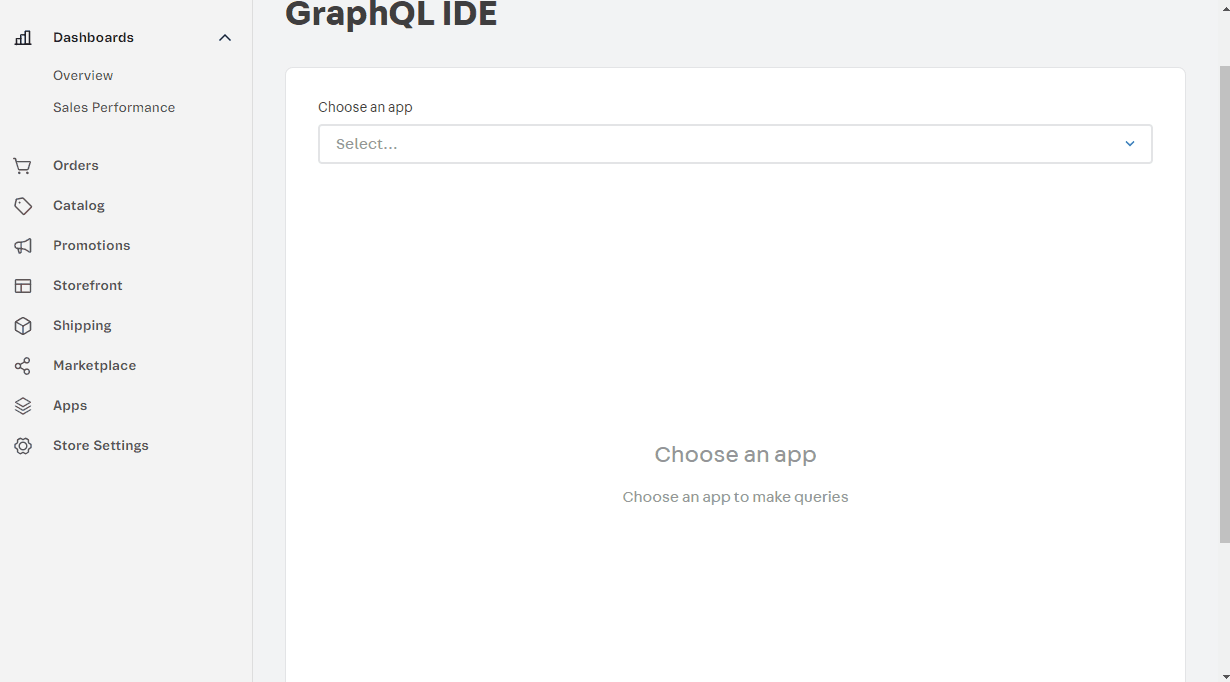 GraphQL IDE
Dashboards
Overview
Sales Performance
Orders
Catalog
Promotions
Storefront
Shipping
Marketplace
Apps
Store Settings
Choose an app
Select...
Choose an app
Choose an app to make queries